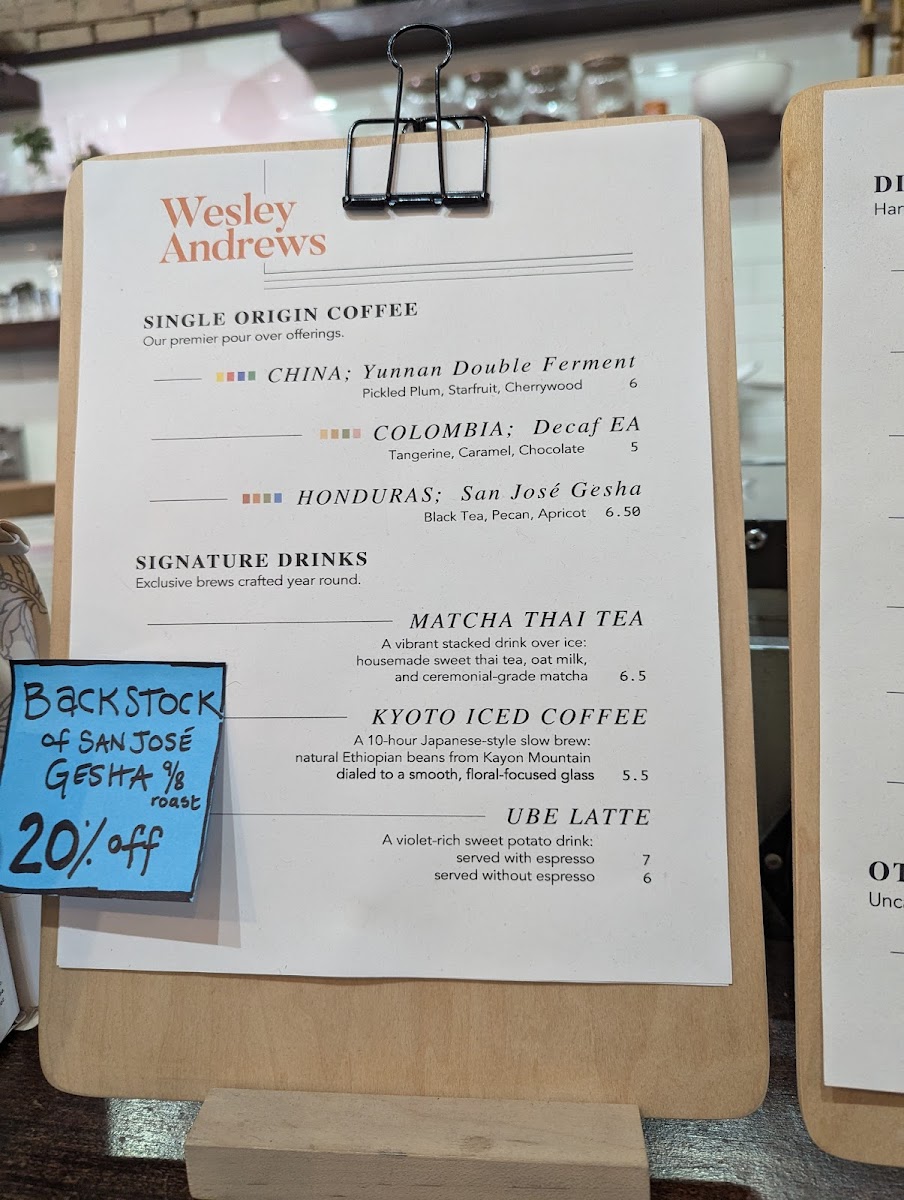 Wesley
Andrews
SINGLE ORIGIN COFFEE
Our premier pour over offerings.
CHINA; Yunnan Double Ferment
Pickled Plum, Starfruit, Cherrywood 6
COLOMBIA; Decaf EA
Tangerine, Caramel, Chocolate 5
HONDURAS; San José Gesha
Black Tea, Pecan, Apricot 6.50
SIGNATURE DRINKS
Exclusive brews crafted year round.
MATCHA THAI TEA
A vibrant stacked drink over ice:
housemade sweet thai tea, oat milk,
and ceremonial-grade matcha 6.5
KYOTO ICED COFFEE
A 10-hour Japanese-style slow brew:
natural Ethiopian beans from Kayon Mountain
dialed to a smooth, floral-focused glass 5.5
UBE LATTE
A violet-rich sweet potato drink:
served with espresso 7
served without espresso 6
BACKSTOCK
of SAN JOSÉ
GESHA 9/8
roast
20% off